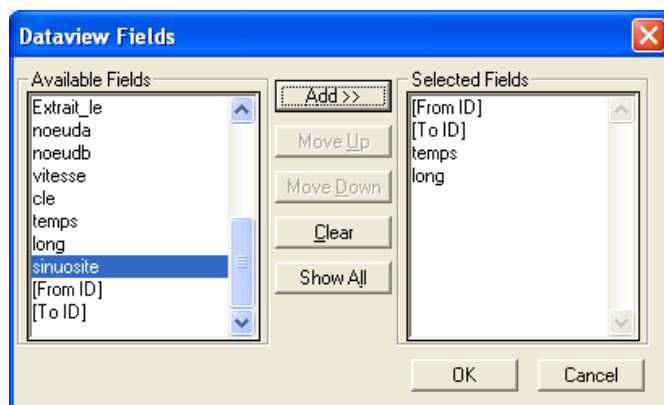 Dataview Fields
Available Fields
Extrait_le
noeuda
noeudb
vitesse
cle
temps
long
sinuosite
[From ID]
[To ID]
Add >>
Move Up
Move Down
Clear
Show All
Selected Fields
[From ID]
[To ID]
temps
long
OK
Cancel